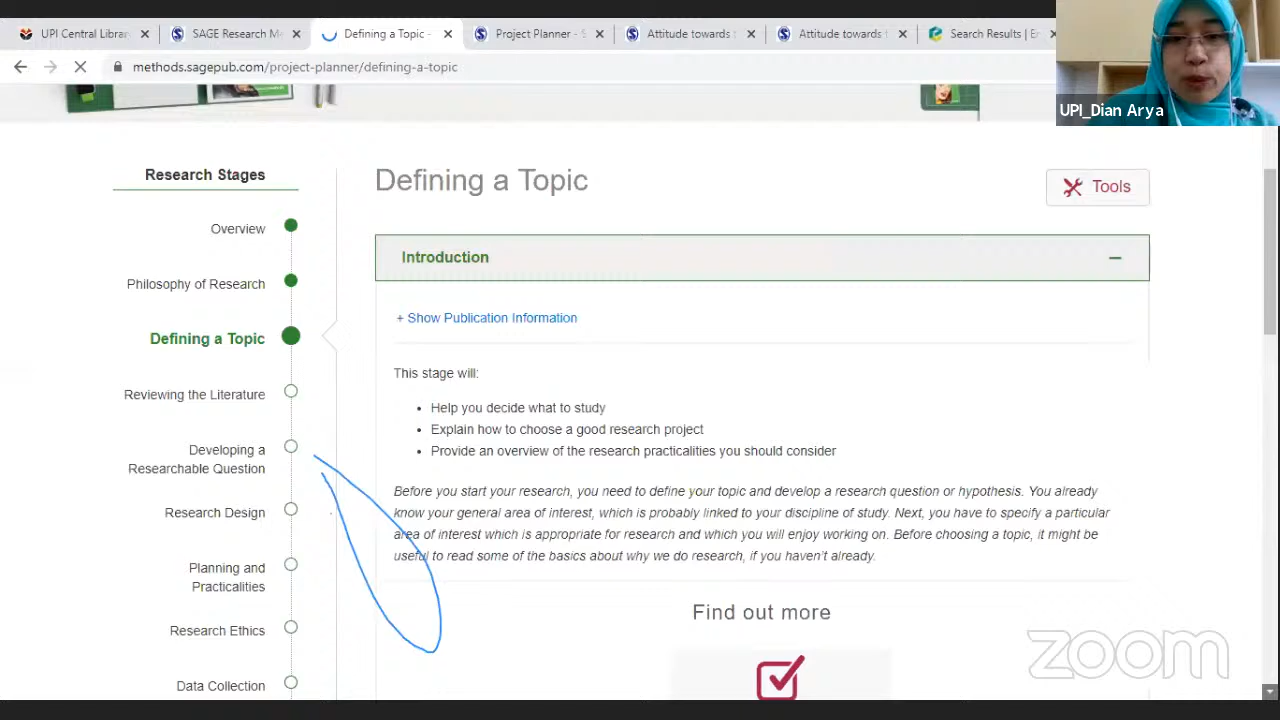 UPI Central Librar
SAGE Research Me
Defining a Topic -
Project Planner - S
Attitude towards t
Attitude towards t
Search Results | Er
methods.sagepub.com/project-planner/defining-a-topic
UPI_Dian Arya
Research Stages
Overview
Philosophy of Research
Defining a Topic
Reviewing the Literature
Developing a
Researchable Question
Research Design
Planning and
Practicalities
Research Ethics
Data Collection
Defining a Topic
Tools
Introduction
+ Show Publication Information
This stage will:
• Help you decide what to study
• Explain how to choose a good research project
• Provide an overview of the research practicalities you should consider
Before you start your research, you need to define your topic and develop a research question or hypothesis. You already
know your general area of interest, which is probably linked to your discipline of study. Next, you have to specify a particular
area of interest which is appropriate for research and which you will enjoy working on. Before choosing a topic, it might be
useful to read some of the basics about why we do research, if you haven't already.
Find out more
zoom